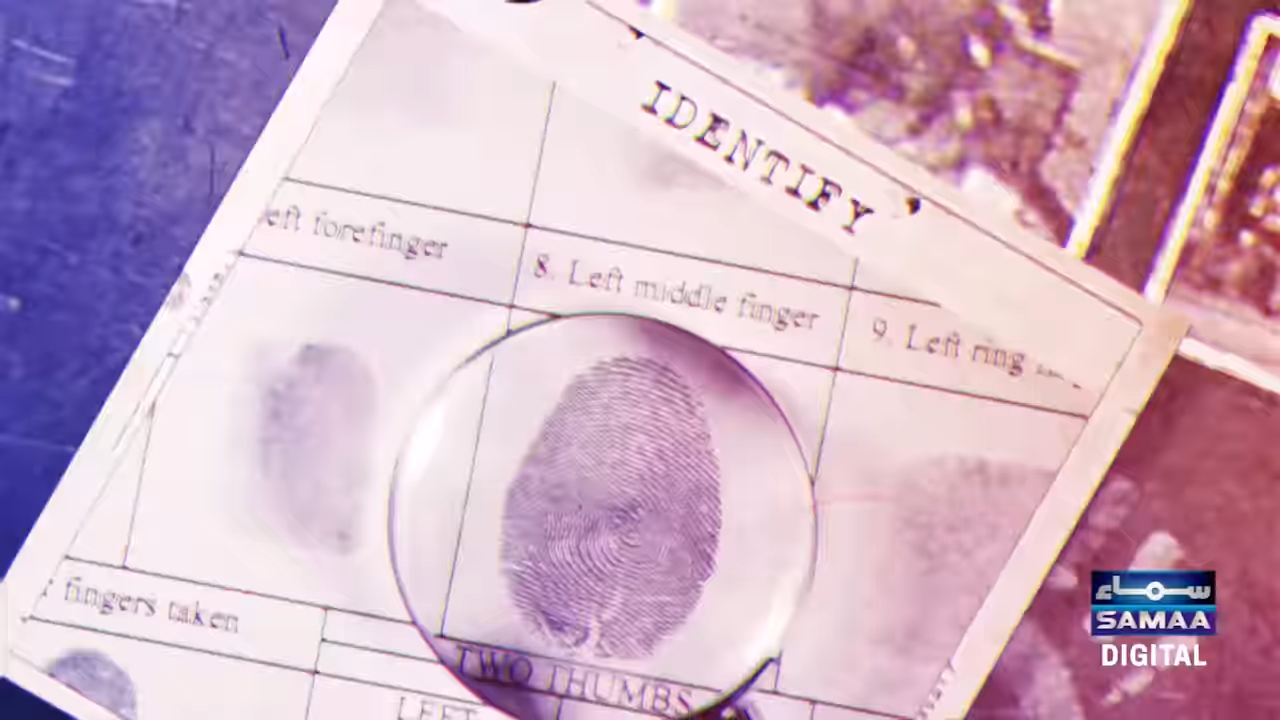 IDENTIFY
eft forefinger
8. Left middle finger
9. Left ring
fingers taken
TWO THUMBS
LEFT
سماء
SAMAA
DIGITAL